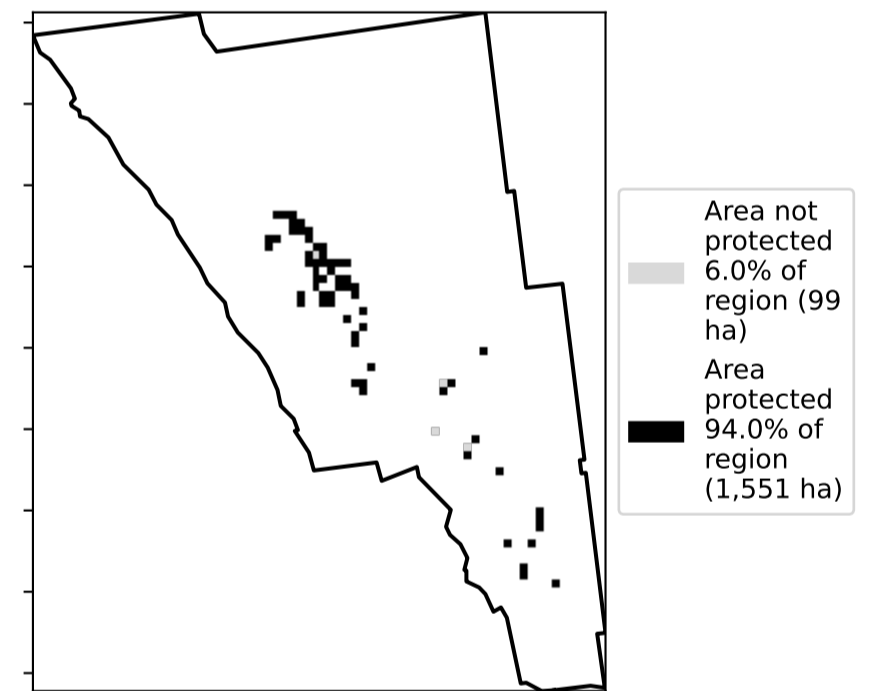 Area not
protected
6.0% of
region (99
ha)
Area
protected
94.0% of
region
(1,551 ha)